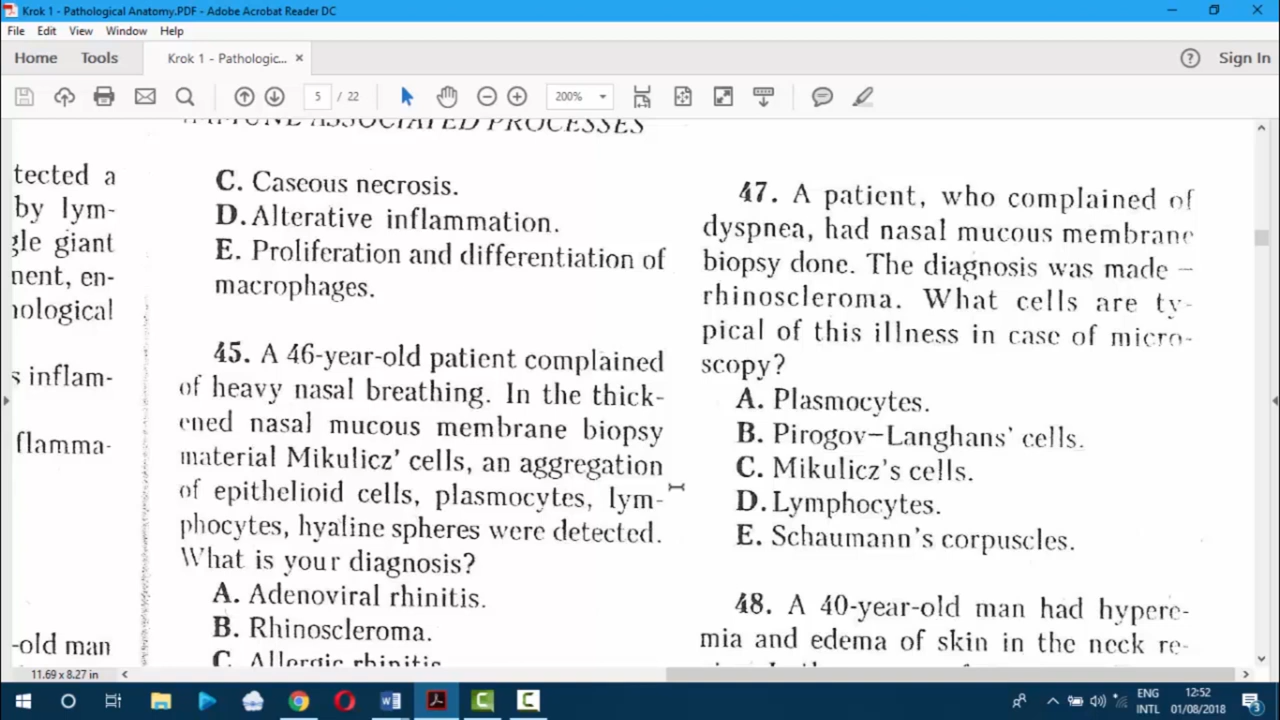 Krok 1 - Pathological Anatomy.PDF - Adobe Acrobat Reader DC
File Edit View Window Help
Home Tools Krok 1 - Pathologic... × Sign In
5 / 22 200%
IMMUNE ASSOCIATED PROCESSES
tected a
by lym-
gle giant
ment, en-
hological
s inflam-
flamma-
-old man
C. Caseous necrosis.
D. Alterative inflammation.
E. Proliferation and differentiation of
macrophages.
45. A 46-year-old patient complained
of heavy nasal breathing. In the thick-
ened nasal mucous membrane biopsy
material Mikulicz' cells, an aggregation
of epithelioid cells, plasmocytes, lym-
phocytes, hyaline spheres were detected.
What is your diagnosis?
A. Adenoviral rhinitis.
B. Rhinoscleroma.
C. Allergic rhinitis
47. A patient, who complained of
dyspnea, had nasal mucous membrane
biopsy done. The diagnosis was made –
rhinoscleroma. What cells are ty-
pical of this illness in case of micro-
scopy?
A. Plasmocytes.
B. Pirogov–Langhans' cells.
C. Mikulicz's cells.
D. Lymphocytes.
E. Schaumann's corpuscles.
48. A 40-year-old man had hypere-
mia and edema of skin in the neck re-
11.69 x 8.27 in
ENG 12:52
INTL 01/08/2018 3